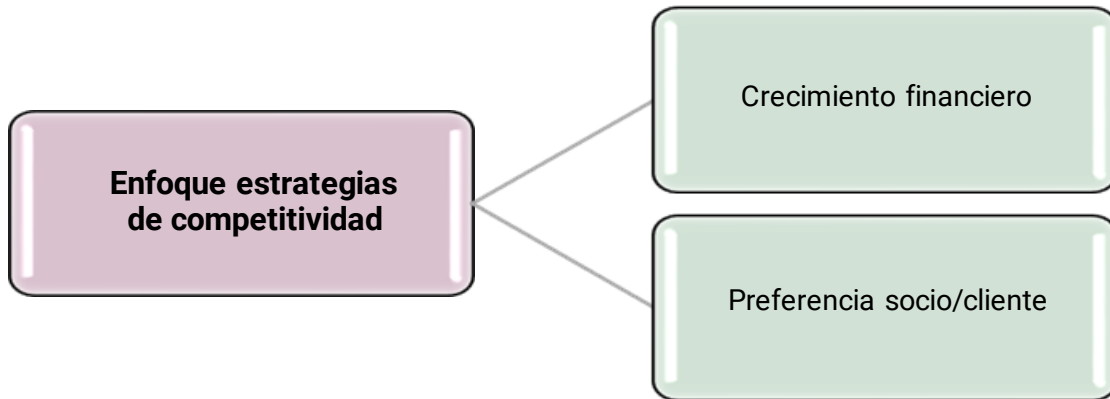 Enfoque estrategias
de competitividad
Crecimiento financiero
Preferencia socio/cliente